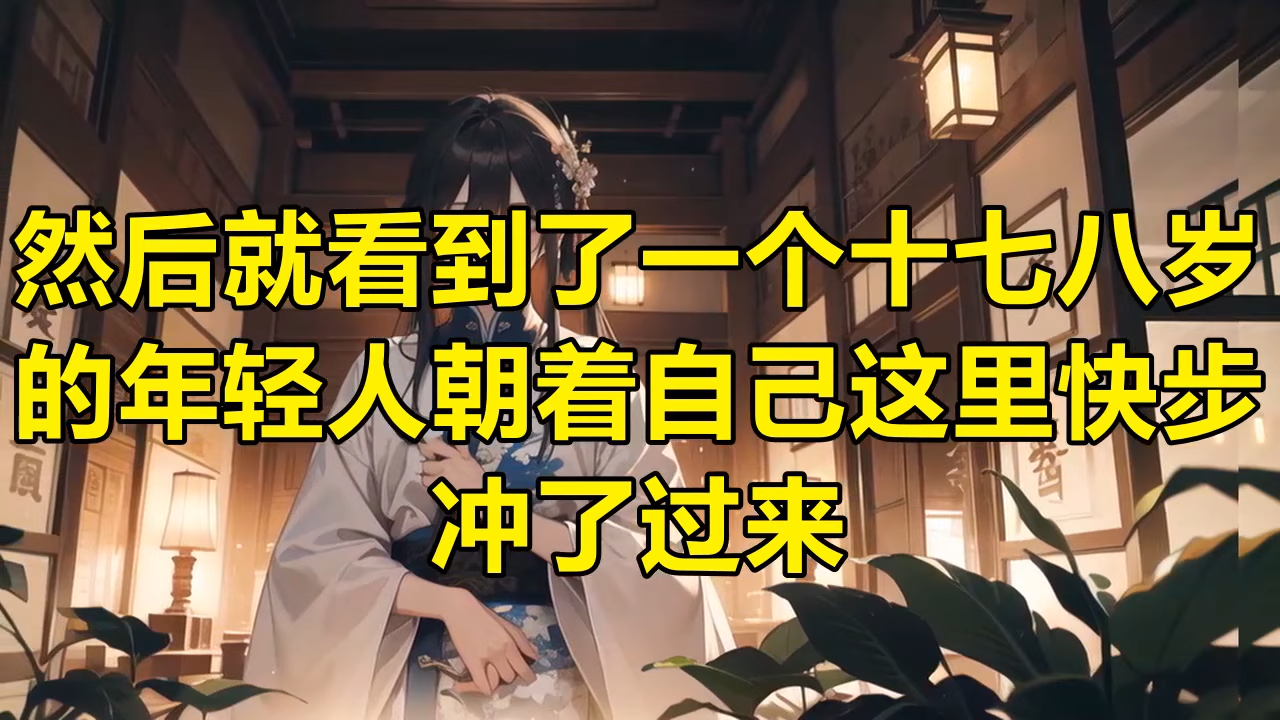 然后就看到了一个十七八岁
的年轻人朝着自己这里快步
冲了过来